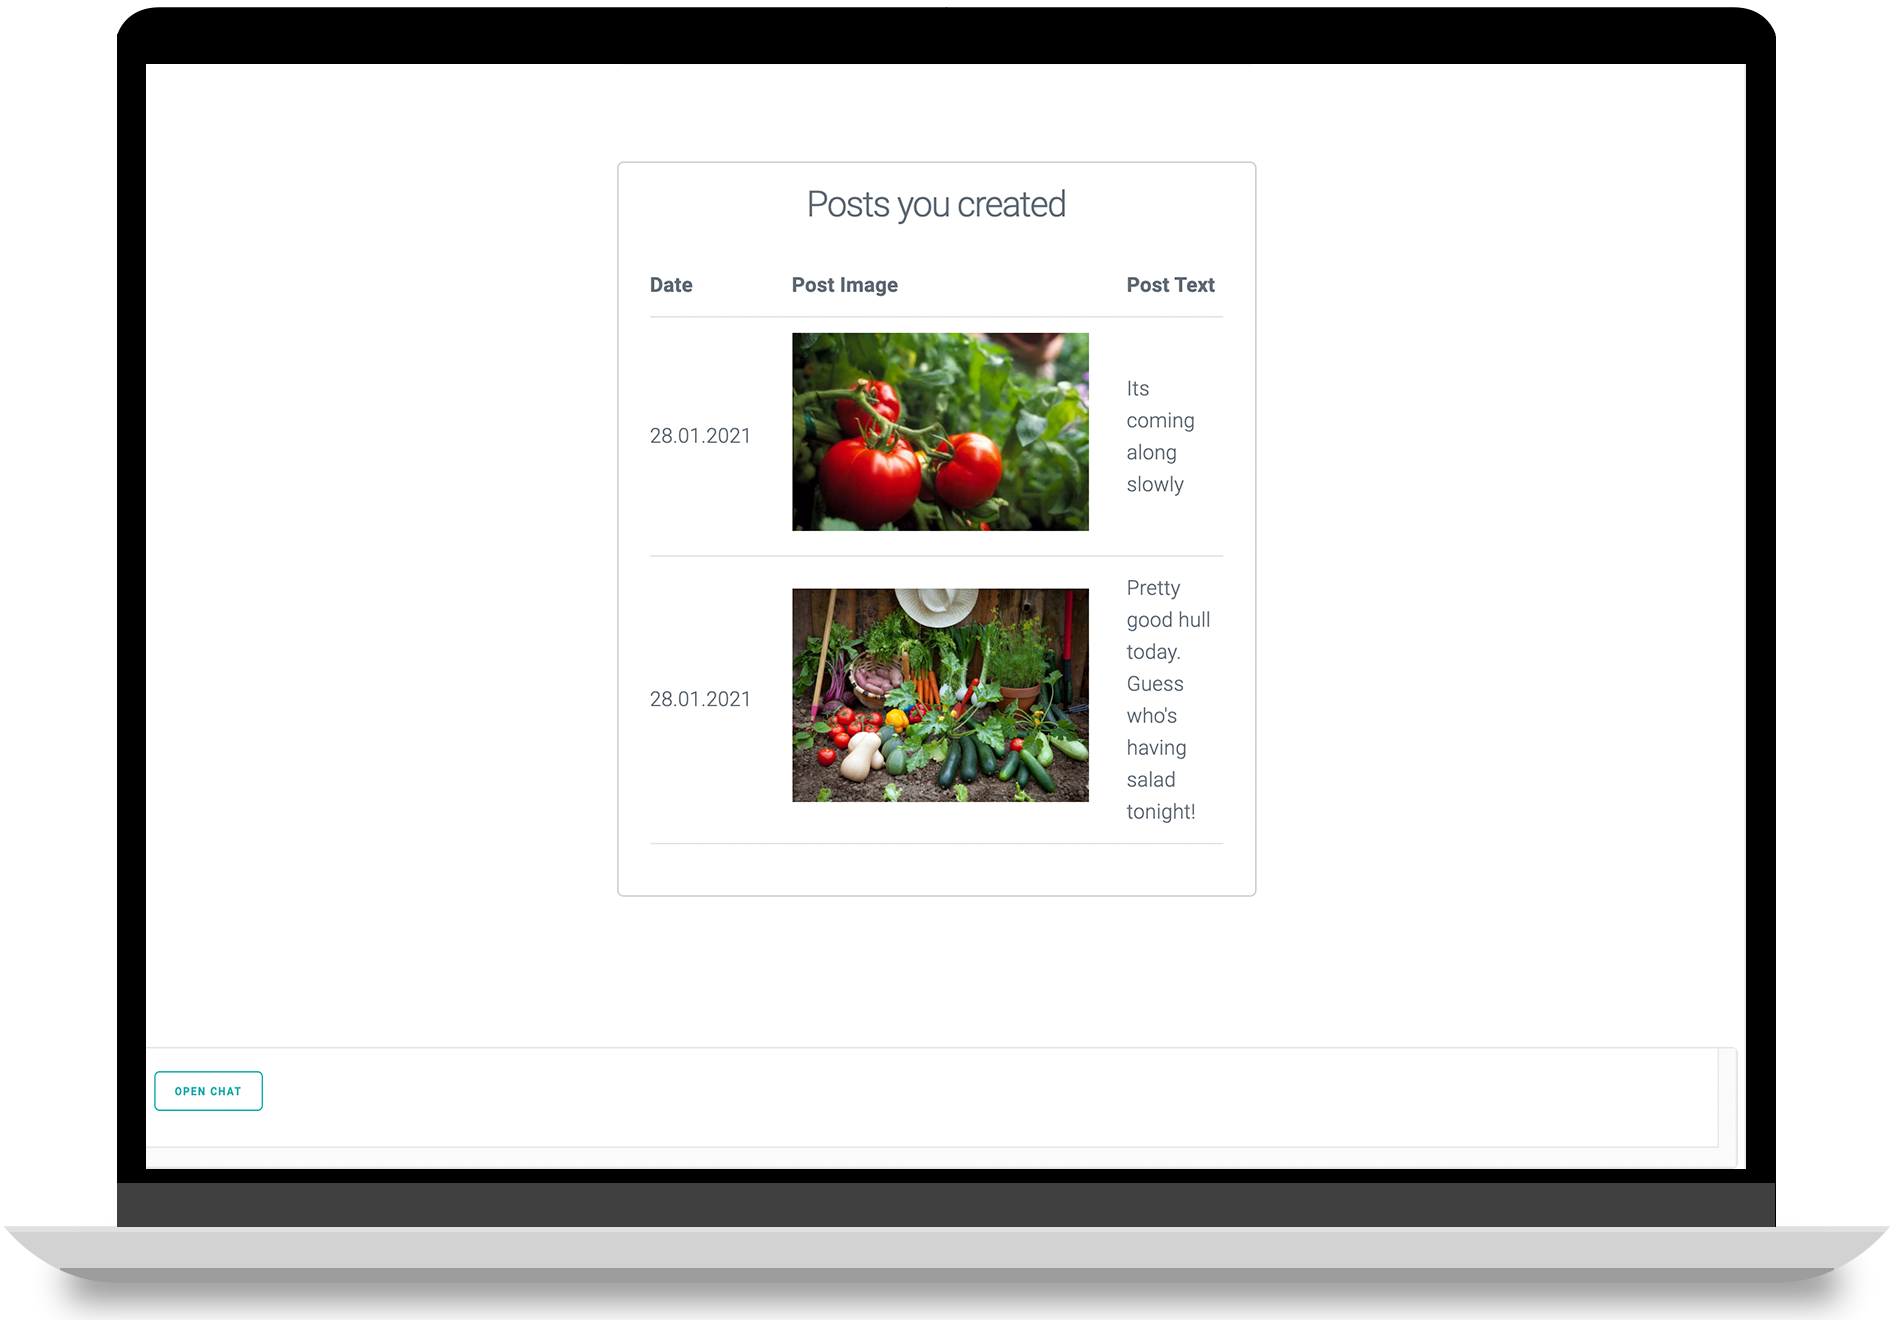 Posts you created
Date Post Image Post Text
28.01.2021
Its
coming
along
slowly
28.01.2021
Pretty
good hull
today.
Guess
who's
having
salad
tonight!
OPEN CHAT